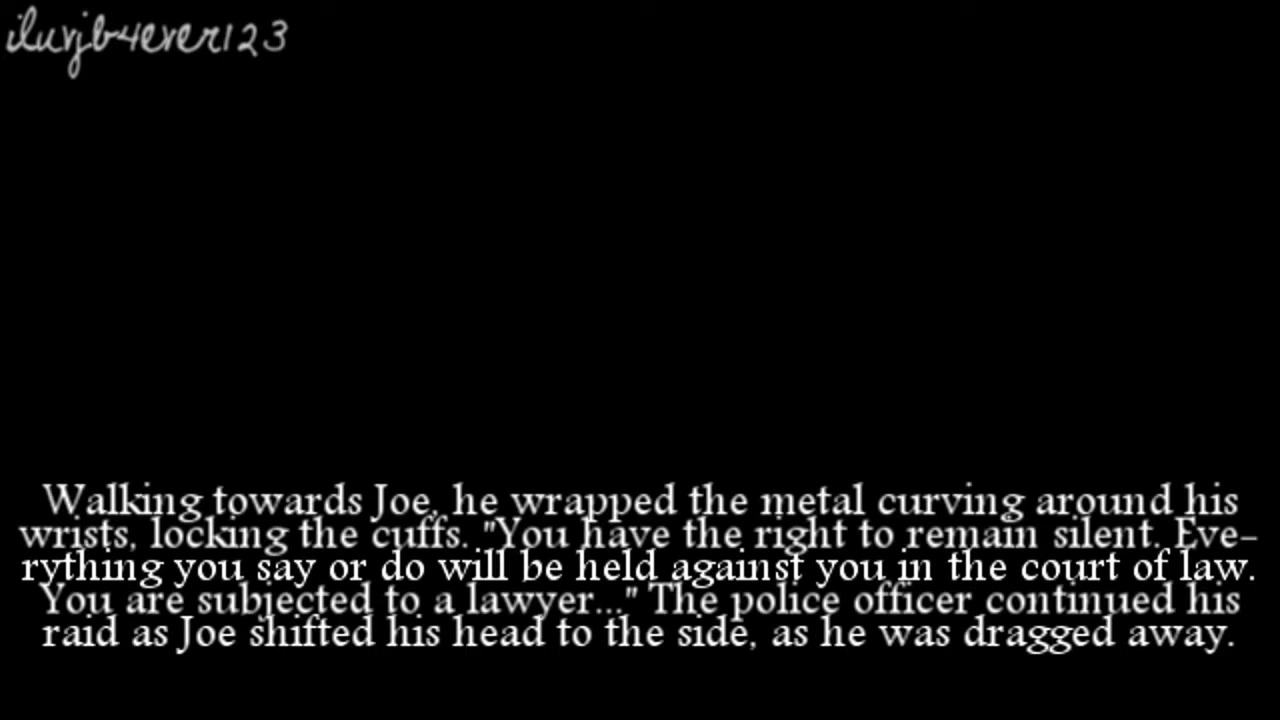 iluvjb4ever123
Walking towards Joe, he wrapped the metal curving around his
wrists, locking the cuffs. "You have the right to remain silent. Eve-
rything you say or do will be held against you in the court of law.
You are subjected to a lawyer..." The police officer continued his
raid as Joe shifted his head to the side, as he was dragged away.